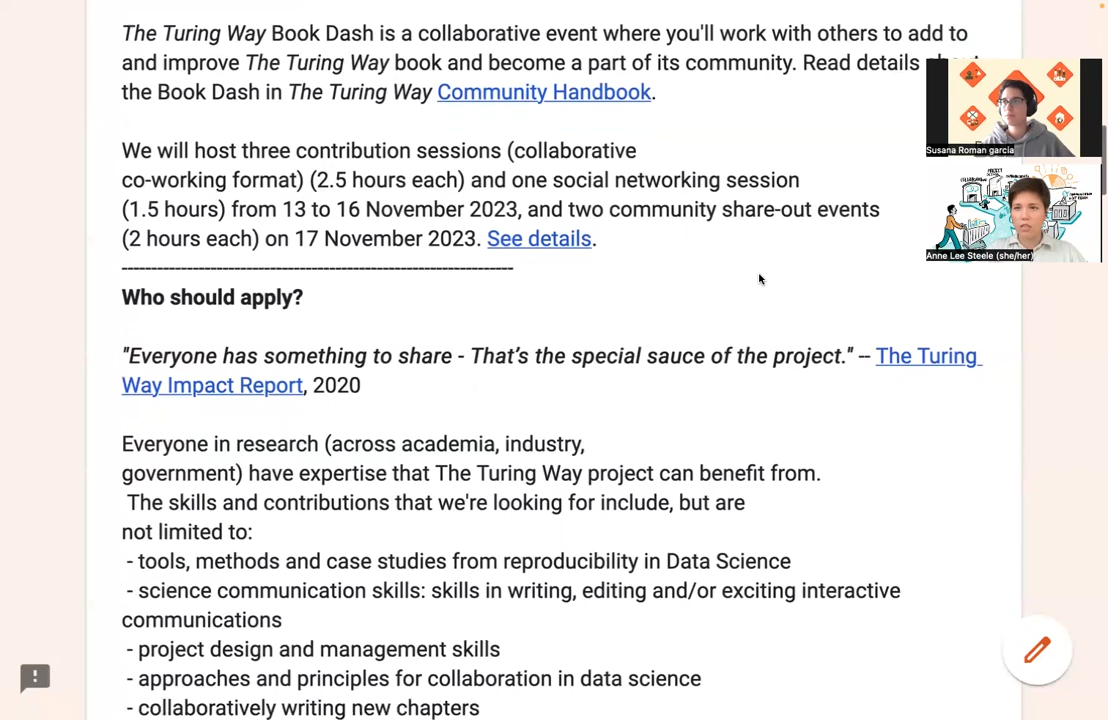 The Turing Way Book Dash is a collaborative event where you'll work with others to add to
and improve The Turing Way book and become a part of its community. Read details about
the Book Dash in The Turing Way Community Handbook.
We will host three contribution sessions (collaborative
co-working format) (2.5 hours each) and one social networking session
(1.5 hours) from 13 to 16 November 2023, and two community share-out events
(2 hours each) on 17 November 2023. See details.
----------------------------------------------------------------
Who should apply?
"Everyone has something to share - That’s the special sauce of the project." – The Turing
Way Impact Report, 2020
Everyone in research (across academia, industry,
government) have expertise that The Turing Way project can benefit from.
The skills and contributions that we're looking for include, but are
not limited to:
- tools, methods and case studies from reproducibility in Data Science
- science communication skills: skills in writing, editing and/or exciting interactive
communications
- project design and management skills
- approaches and principles for collaboration in data science
- collaboratively writing new chapters
Susana Roman garcia
Anne Lee Steele (she/her)